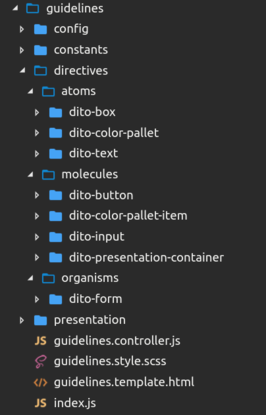 guidelines
config
constants
directives
atoms
dito-box
dito-color-pallet
dito-text
molecules
dito-button
dito-color-pallet-item
dito-input
dito-presentation-container
organisms
dito-form
presentation
JS guidelines.controller.js
guidelines.style.scss
<> guidelines.template.html
JS index.js